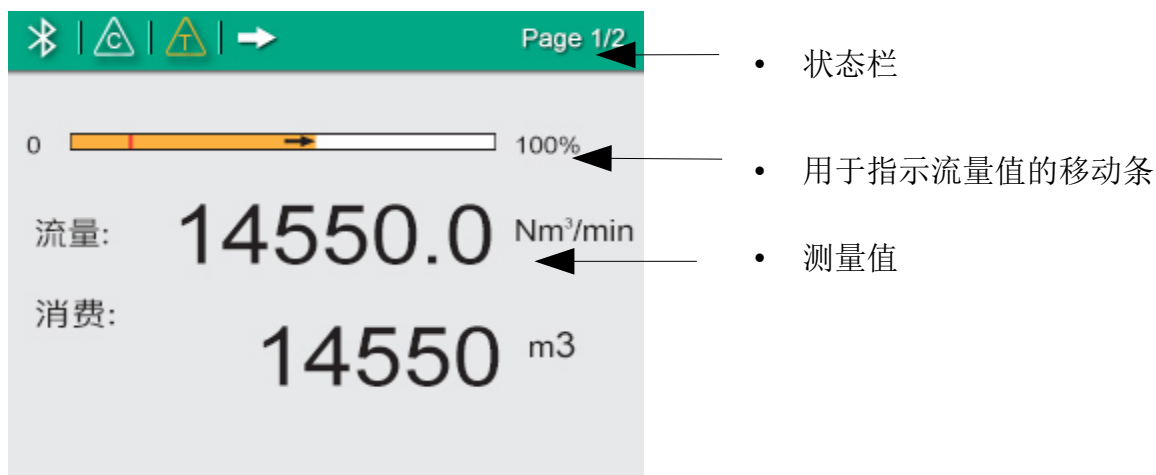 C
T
Page 1/2
• 状态栏
0
100%
• 用于指示流量值的移动条
流量: 14550.0 Nm³/min
• 测量值
消费:
14550 m3